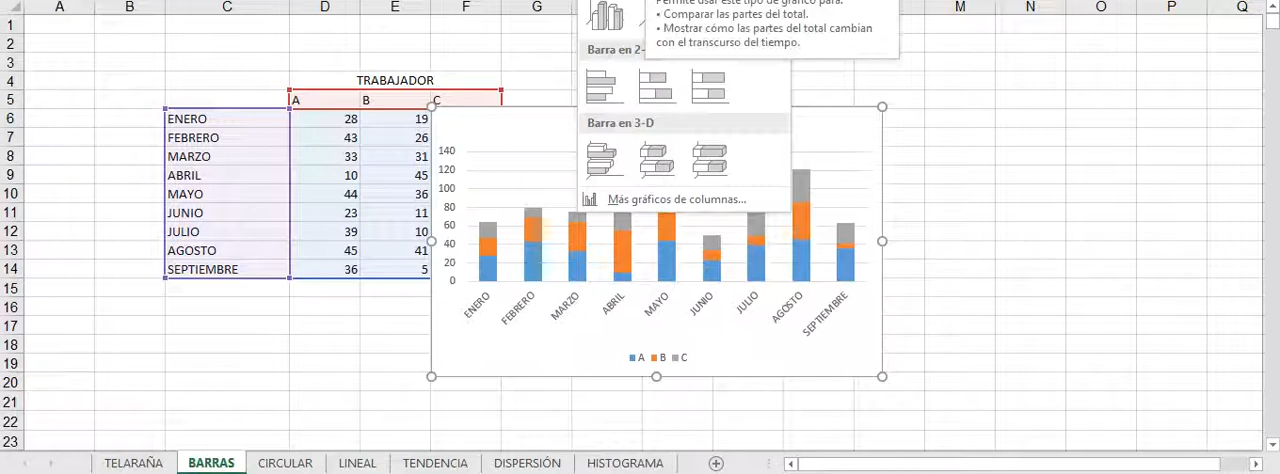 Permite usar este tipo de gráfico para:
• Comparar las partes del total.
• Mostrar cómo las partes del total cambian
con el transcurso del tiempo.
A B C D E F G M N O P Q
Barra en 2-
Barra en 3-D
Más gráficos de columnas...
1
2
3
4 TRABAJADOR
5 A B C
6 ENERO 28 19
7 FEBRERO 43 26
8 MARZO 33 31
9 ABRIL 10 45
10 MAYO 44 36
11 JUNIO 23 11
12 JULIO 39 10
13 AGOSTO 45 41
14 SEPTIEMBRE 36 5
15
16
17
18
19
20
21
22
23
140
120
100
80
60
40
20
0
ENERO FEBRERO MARZO ABRIL MAYO JUNIO JULIO AGOSTO SEPTIEMBRE
A B C
TELARAÑA BARRAS CIRCULAR LINEAL TENDENCIA DISPERSIÓN HISTOGRAMA